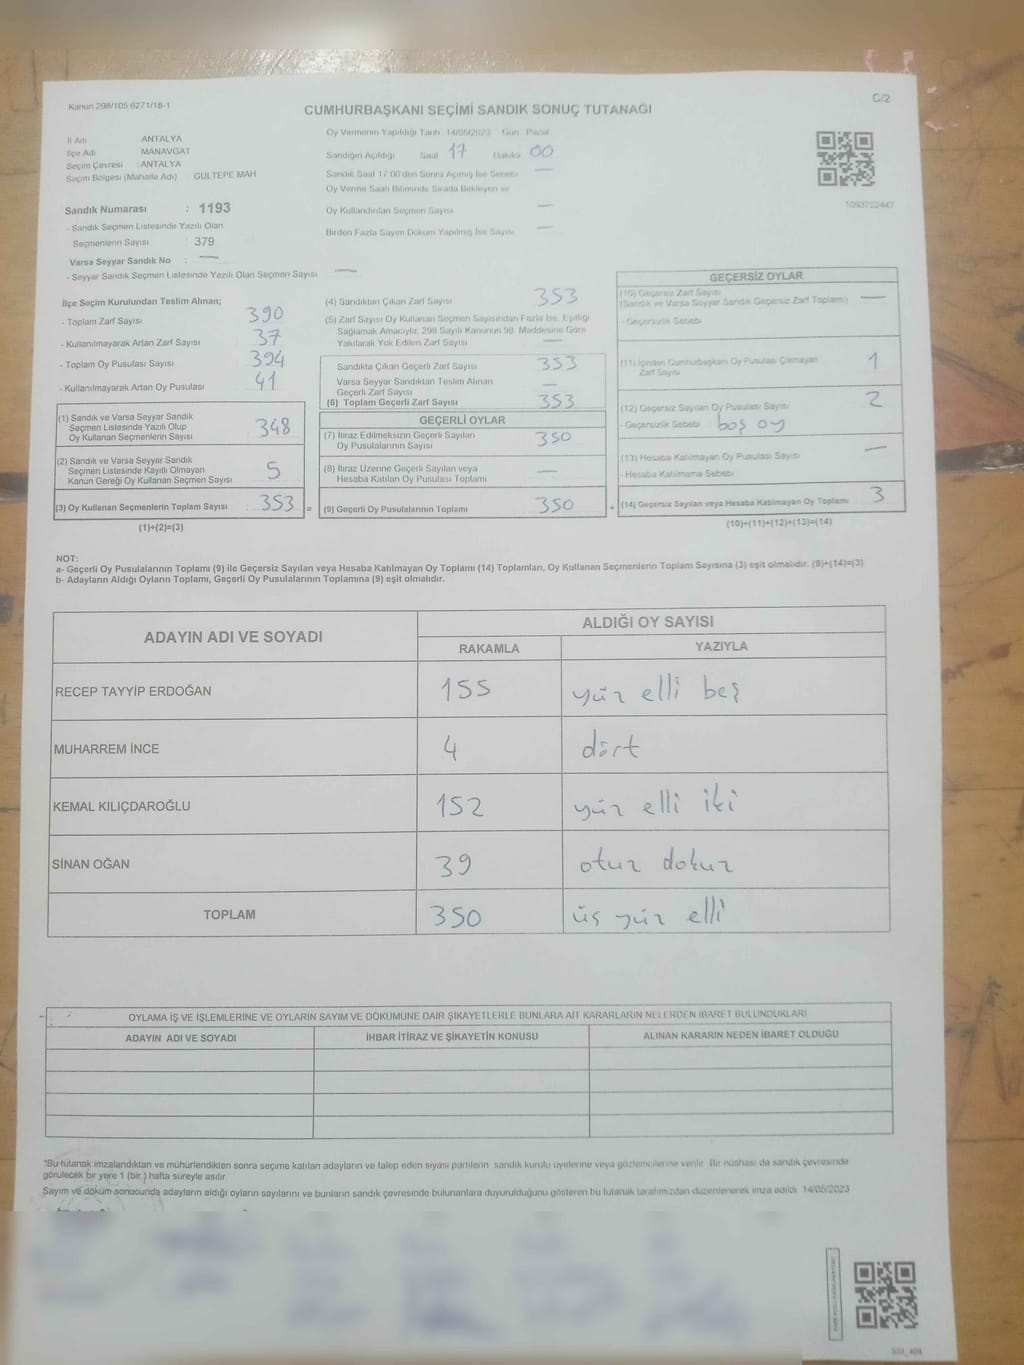 Kanun 298/105 6271/18-1
C/2
CUMHURBAŞKANI SEÇİMİ SANDIK SONUÇ TUTANAĞI
İl Adı ANTALYA
İlçe Adı MANAVGAT
Seçim Çevresi : ANTALYA
Seçim Bölgesi (Mahalle Adı) GÜLTEPE MAH
Sandık Numarası : 1193
- Sandık Seçmen Listesinde Yazılı Olan
Seçmenlerin Sayısı : 379
Varsa Seyyar Sandık No : —
- Seyyar Sandık Seçmen Listesinde Yazılı Olan Seçmen Sayısı —
Oy Vermenin Yapıldığı Tarih 14/05/2023 Gün Pazar
Sandığın Açıldığı Saat 17 Dakika 00
Sandık Saat 17:00'den Sonra Açılmış İse Sebebi —
Oy Verme Saati Bitiminde Sırada Bekleyen ve
Oy Kullandırılan Seçmen Sayısı —
Birden Fazla Sayım Döküm Yapılmış İse Sayısı —
1093702447
İlçe Seçim Kurulundan Teslim Alınan;
- Toplam Zarf Sayısı 390
- Kullanılmayarak Artan Zarf Sayısı 37
- Toplam Oy Pusulası Sayısı 394
- Kullanılmayarak Artan Oy Pusulası 41
(1) Sandık ve Varsa Seyyar Sandık
Seçmen Listesinde Yazılı Olup
Oy Kullanan Seçmenlerin Sayısı 348
(2) Sandık ve Varsa Seyyar Sandık
Seçmen Listesinde Kayıtlı Olmayan
Kanun Gereği Oy Kullanan Seçmen Sayısı 5
(3) Oy Kullanan Seçmenlerin Toplam Sayısı 353 =
(1)+(2)=(3)
(4) Sandıktan Çıkan Zarf Sayısı 353
(5) Zarf Sayısı Oy Kullanan Seçmen Sayısından Fazla İse, Eşitliği
Sağlamak Amacıyla, 298 Sayılı Kanunun 98. Maddesine Göre
Yakılarak Yok Edilen Zarf Sayısı —
Sandıkta Çıkan Geçerli Zarf Sayısı 353
Varsa Seyyar Sandıktan Teslim Alınan
Geçerli Zarf Sayısı —
(6) Toplam Geçerli Zarf Sayısı 353
GEÇERLİ OYLAR
(7) İtiraz Edilmeksizin Geçerli Sayılan
Oy Pusulalarının Sayısı 350
(8) İtiraz Üzerine Geçerli Sayılan veya
Hesaba Katılan Oy Pusulası Toplamı —
(9) Geçerli Oy Pusulalarının Toplamı 350 +
GEÇERSİZ OYLAR
(10) Geçersiz Zarf Sayısı
(Sandık ve Varsa Seyyar Sandık Geçersiz Zarf Toplamı) —
- Geçersizlik Sebebi
(11) İçinden Cumhurbaşkanı Oy Pusulası Çıkmayan
Zarf Sayısı 1
(12) Geçersiz Sayılan Oy Pusulası Sayısı 2
- Geçersizlik Sebebi boş oy
(13) Hesaba Katılmayan Oy Pusulası Sayısı —
- Hesaba Katılmama Sebebi
(14) Geçersiz Sayılan veya Hesaba Katılmayan Oy Toplamı 3
(10)+(11)+(12)+(13)=(14)
NOT:
a- Geçerli Oy Pusulalarının Toplamı (9) ile Geçersiz Sayılan veya Hesaba Katılmayan Oy Toplamı (14) Toplamları, Oy Kullanan Seçmenlerin Toplam Sayısına (3) eşit olmalıdır. (9)+(14)=(3)
b- Adayların Aldığı Oyların Toplamı, Geçerli Oy Pusulalarının Toplamına (9) eşit olmalıdır.
ADAYIN ADI VE SOYADI ALDIĞI OY SAYISI
RAKAMLA YAZIYLA
RECEP TAYYİP ERDOĞAN 155 yüz elli beş
MUHARREM İNCE 4 dört
KEMAL KILIÇDAROĞLU 152 yüz elli iki
SİNAN OĞAN 39 otuz dokuz
TOPLAM 350 üç yüz elli
OYLAMA İŞ VE İŞLEMLERİNE VE OYLARIN SAYIM VE DÖKÜMÜNE DAİR ŞİKAYETLERLE BUNLARA AİT KARARLARIN NELERDEN İBARET BULUNDUKLARI
ADAYIN ADI VE SOYADI İHBAR İTİRAZ VE ŞİKAYETİN KONUSU ALINAN KARARIN NEDEN İBARET OLDUĞU
*Bu tutanak imzalandıktan ve mühürlendikten sonra seçime katılan adayların ve talep eden siyasi partilerin sandık kurulu üyelerine veya gözlemcilerine verilir. Bir nüshası da sandık çevresinde
görülecek bir yere 1 (bir ) hafta süreyle asılır
Sayım ve döküm sonucunda adayların aldığı oyların sayılarını ve bunların sandık çevresinde bulunanlara duyurulduğunu gösteren bu tutanak tarafımızdan düzenlenerek imza edildi 14/05/2023